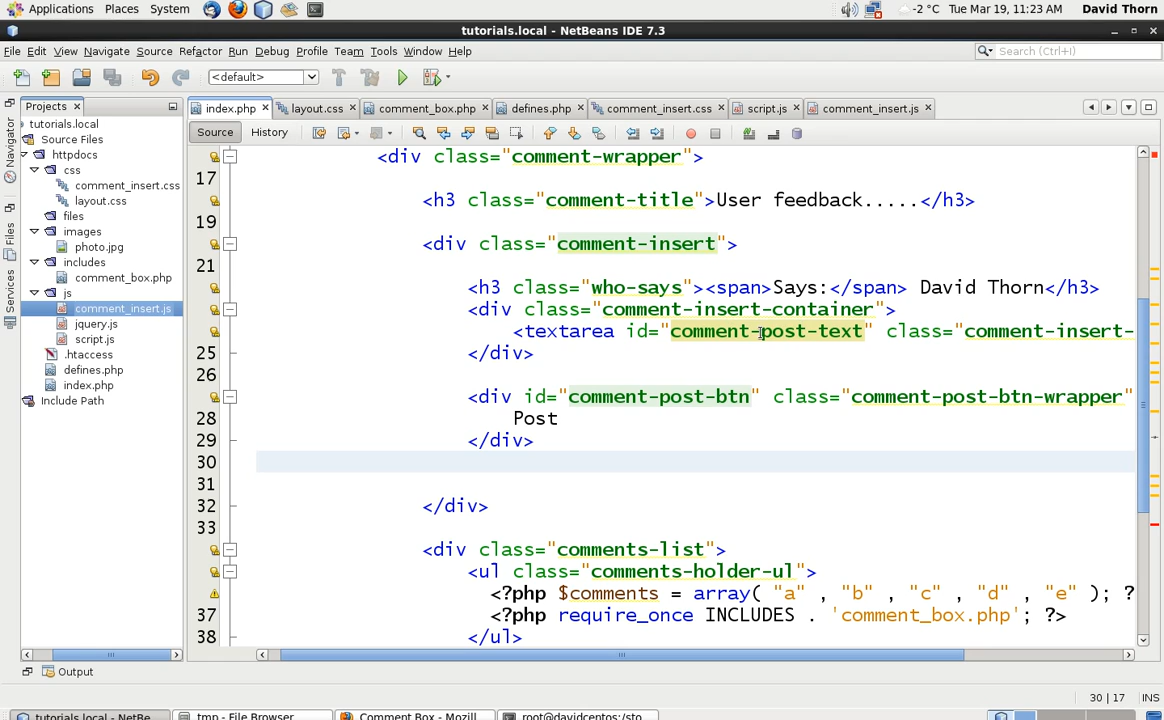 Applications Places System -2 °C Tue Mar 19, 11:23 AM David Thorn
tutorials.local - NetBeans IDE 7.3
File Edit View Navigate Source Refactor Run Debug Profile Team Tools Window Help Search (Ctrl+I)
<default>
Projects index.php layout.css comment_box.php defines.php comment_insert.css script.js comment_insert.js
Source History
Navigator
Files
Services
tutorials.local
Source Files
httpdocs
css
comment_insert.css
layout.css
files
images
photo.jpg
includes
comment_box.php
js
comment_insert.js
jquery.js
script.js
.htaccess
defines.php
index.php
Include Path
<div class="comment-wrapper">
17
<h3 class="comment-title">User feedback.....</h3>
19
<div class="comment-insert">
21
<h3 class="who-says"><span>Says:</span> David Thorn</h3>
<div class="comment-insert-container">
<textarea id="comment-post-text" class="comment-insert-
25 </div>
26
<div id="comment-post-btn" class="comment-post-btn-wrapper"
28 Post
29 </div>
30
31
32 </div>
33
<div class="comments-list">
<ul class="comments-holder-ul">
<?php $comments = array( "a" , "b" , "c" , "d" , "e" ); ?
37 <?php require_once INCLUDES . 'comment_box.php'; ?>
38 </ul>
Output
30 | 17 INS
tutorials.local - NetBe... tmp - File Browser Comment Box - Mozill... root@davidcentos:/sto...